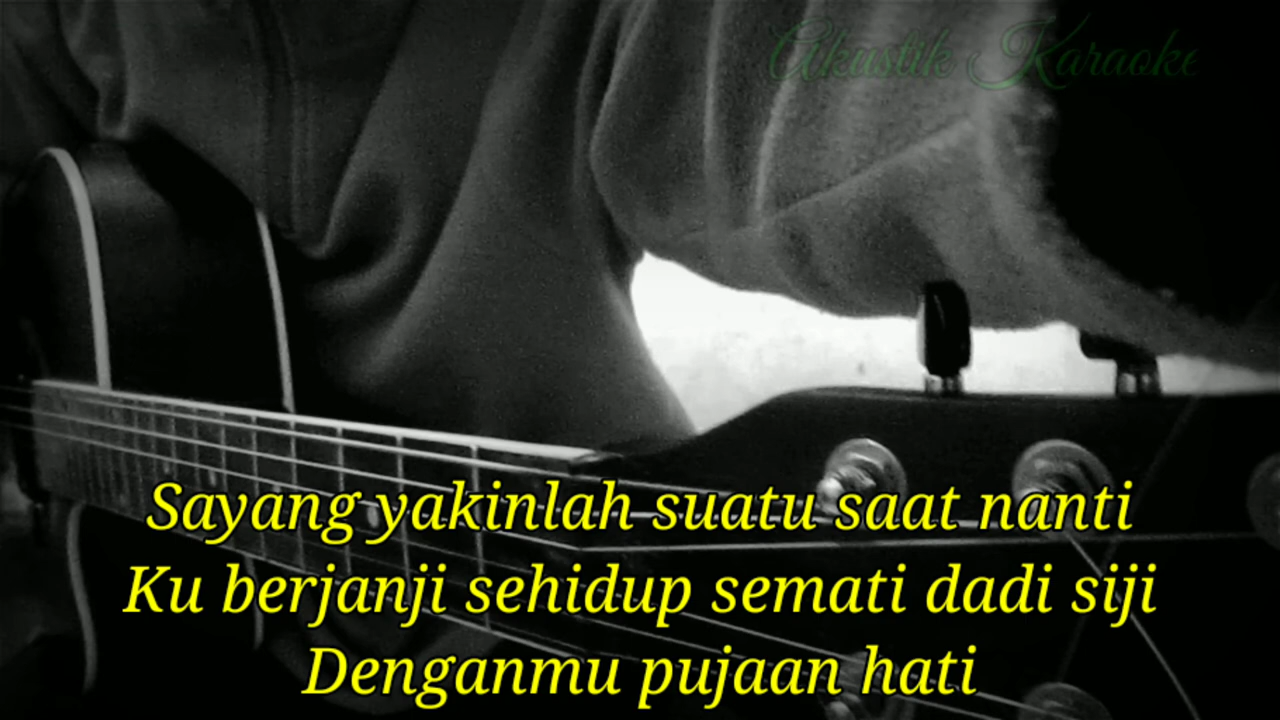 Akustik Karaoke
Sayang yakinlah suatu saat nanti
Ku berjanji sehidup semati dadi siji
Denganmu pujaan hati